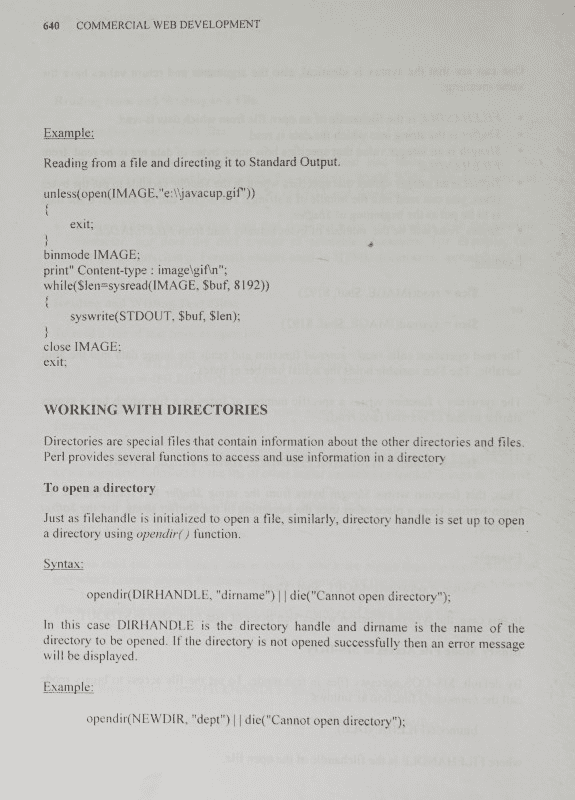 640 COMMERCIAL WEB DEVELOPMENT
Example:
Reading from a file and directing it to Standard Output.
unless(open(IMAGE,"e:\\javacup.gif"))
{
exit;
}
binmode IMAGE;
print" Content-type : image\gif\n";
while($len=sysread(IMAGE, $buf, 8192))
{
syswrite(STDOUT, $buf, $len);
}
close IMAGE;
exit;
WORKING WITH DIRECTORIES
Directories are special files that contain information about the other directories and files.
Perl provides several functions to access and use information in a directory
To open a directory
Just as filehandle is initialized to open a file, similarly, directory handle is set up to open
a directory using opendir( ) function.
Syntax:
opendir(DIRHANDLE, "dirname") | | die("Cannot open directory");
In this case DIRHANDLE is the directory handle and dirname is the name of the
directory to be opened. If the directory is not opened successfully then an error message
will be displayed.
Example:
opendir(NEWDIR, "dept") | | die("Cannot open directory");